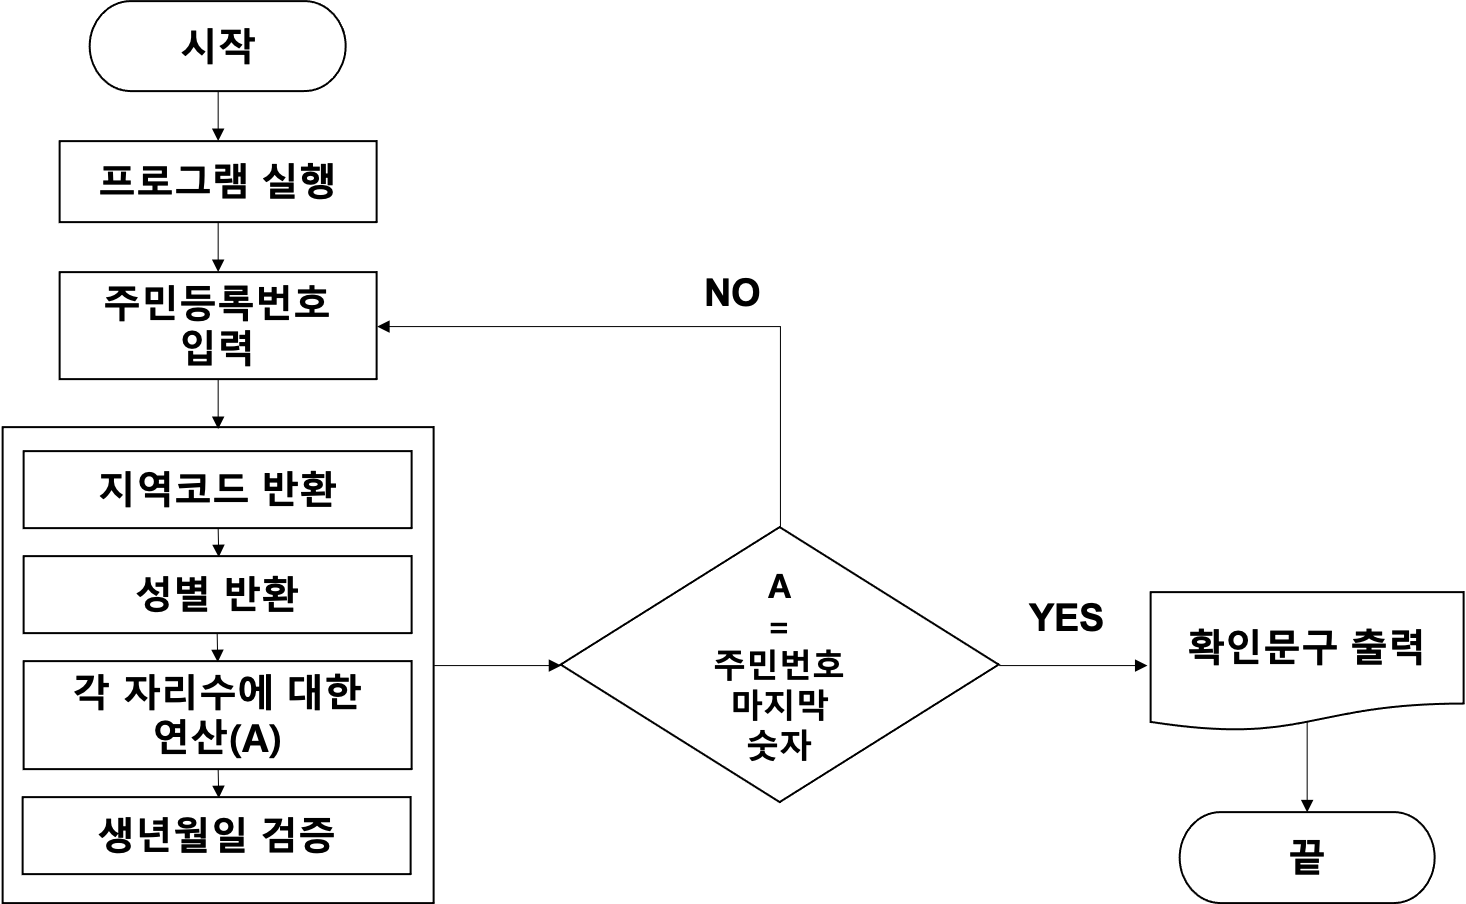 시작
프로그램 실행
주민등록번호
입력
지역코드 반환
성별 반환
각 자리수에 대한
연산(A)
생년월일 검증
A
=
주민번호
마지막
숫자
NO
YES
확인문구 출력
끝